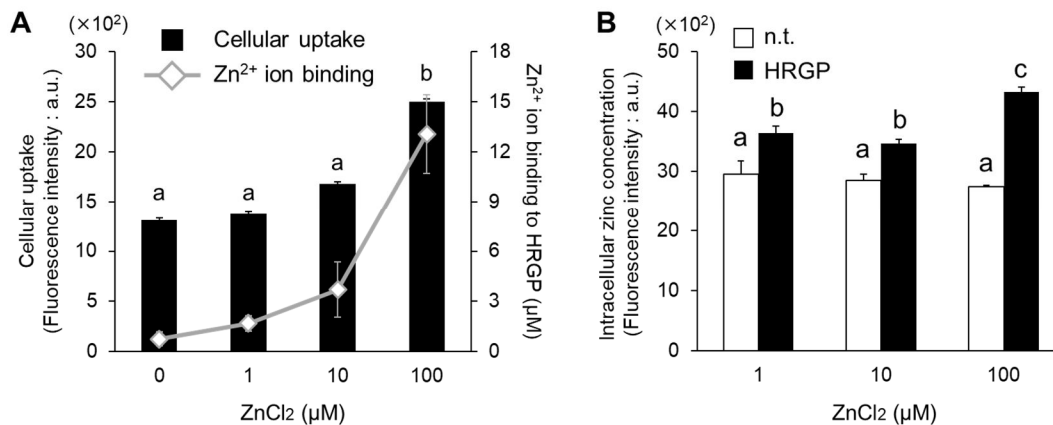 A
(×10²)
Cellular uptake
Zn²⁺ ion binding
30
25
20
15
10
5
0
18
15
12
9
6
3
0
a
a
a
b
0
1
10
100
ZnCl₂ (μM)
Cellular uptake
(Fluorescence intensity : a.u.)
Zn²⁺ ion binding to HRGP (μM)
B
(×10²)
n.t.
HRGP
50
40
30
20
10
0
a
b
a
b
a
c
1
10
100
ZnCl₂ (μM)
Intracellular zinc concentration
(Fluorescence intensity : a.u.)